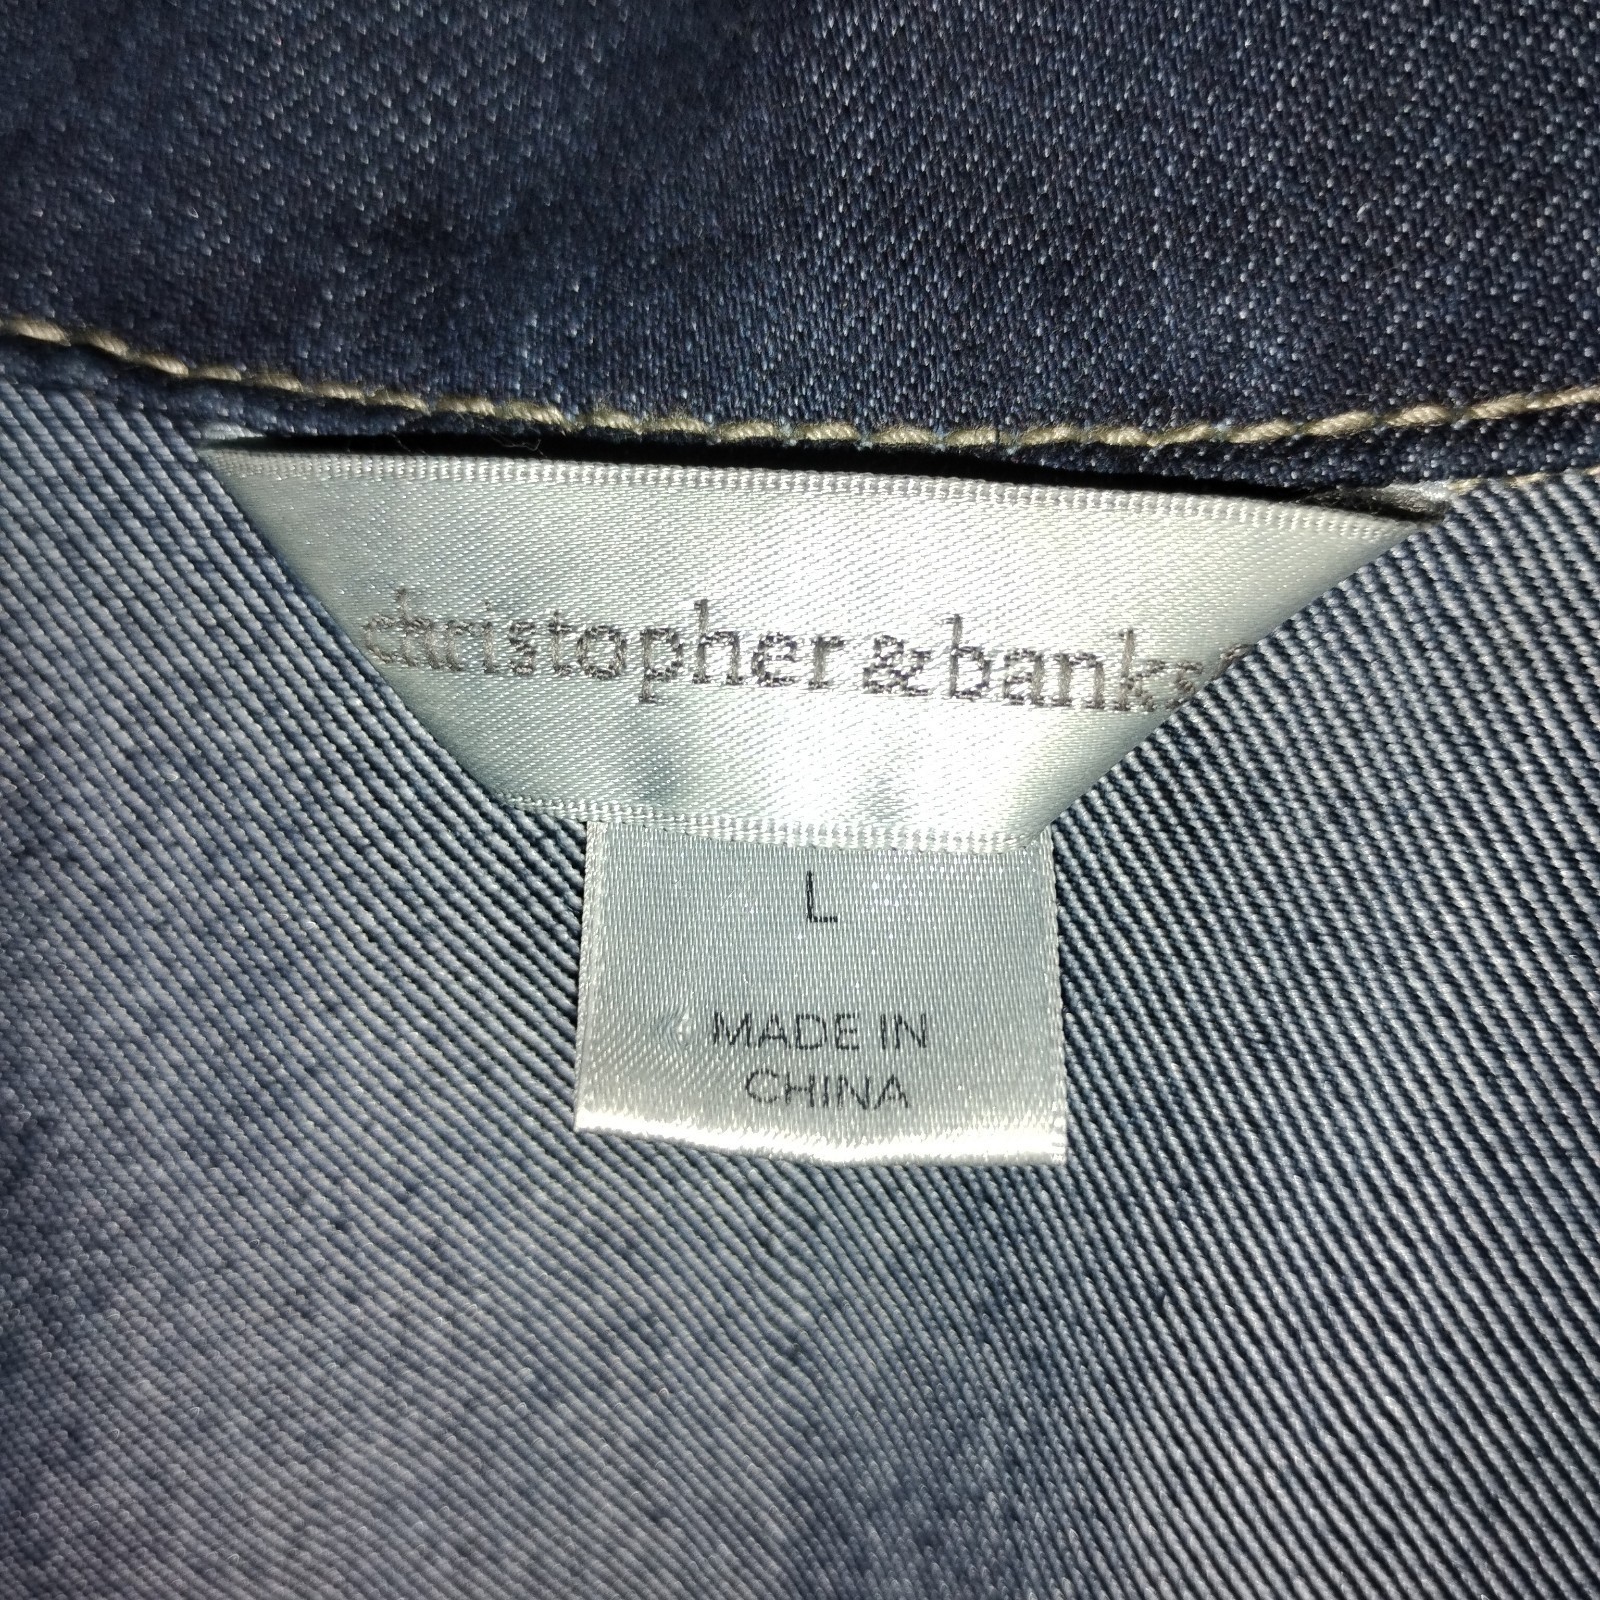 christopher & banks
L
MADE IN
CHINA